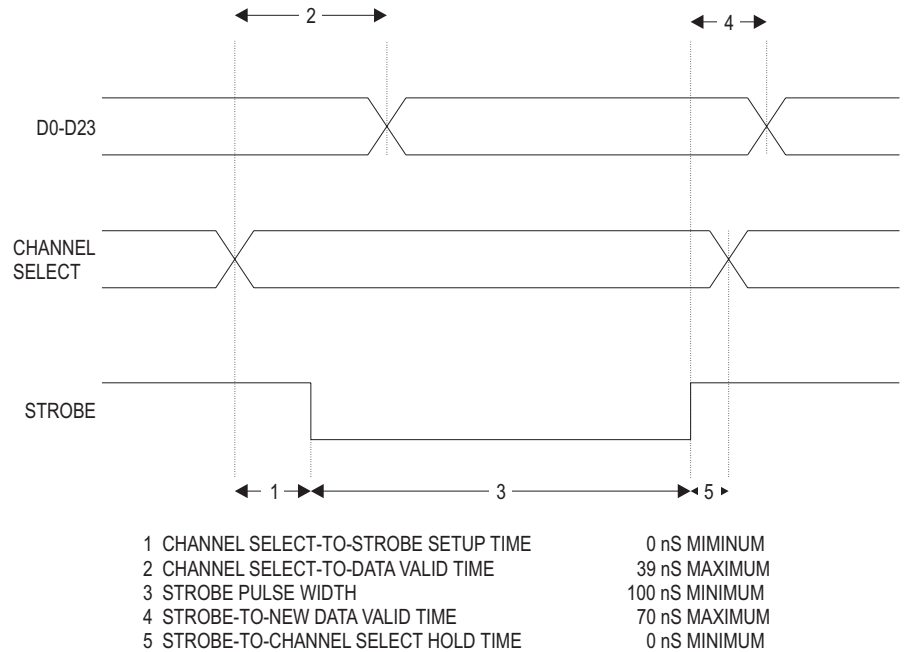 2
4
D0-D23
CHANNEL
SELECT
STROBE
1
3
5
1 CHANNEL SELECT-TO-STROBE SETUP TIME 0 nS MIMINUM
2 CHANNEL SELECT-TO-DATA VALID TIME 39 nS MAXIMUM
3 STROBE PULSE WIDTH 100 nS MINIMUM
4 STROBE-TO-NEW DATA VALID TIME 70 nS MAXIMUM
5 STROBE-TO-CHANNEL SELECT HOLD TIME 0 nS MINIMUM